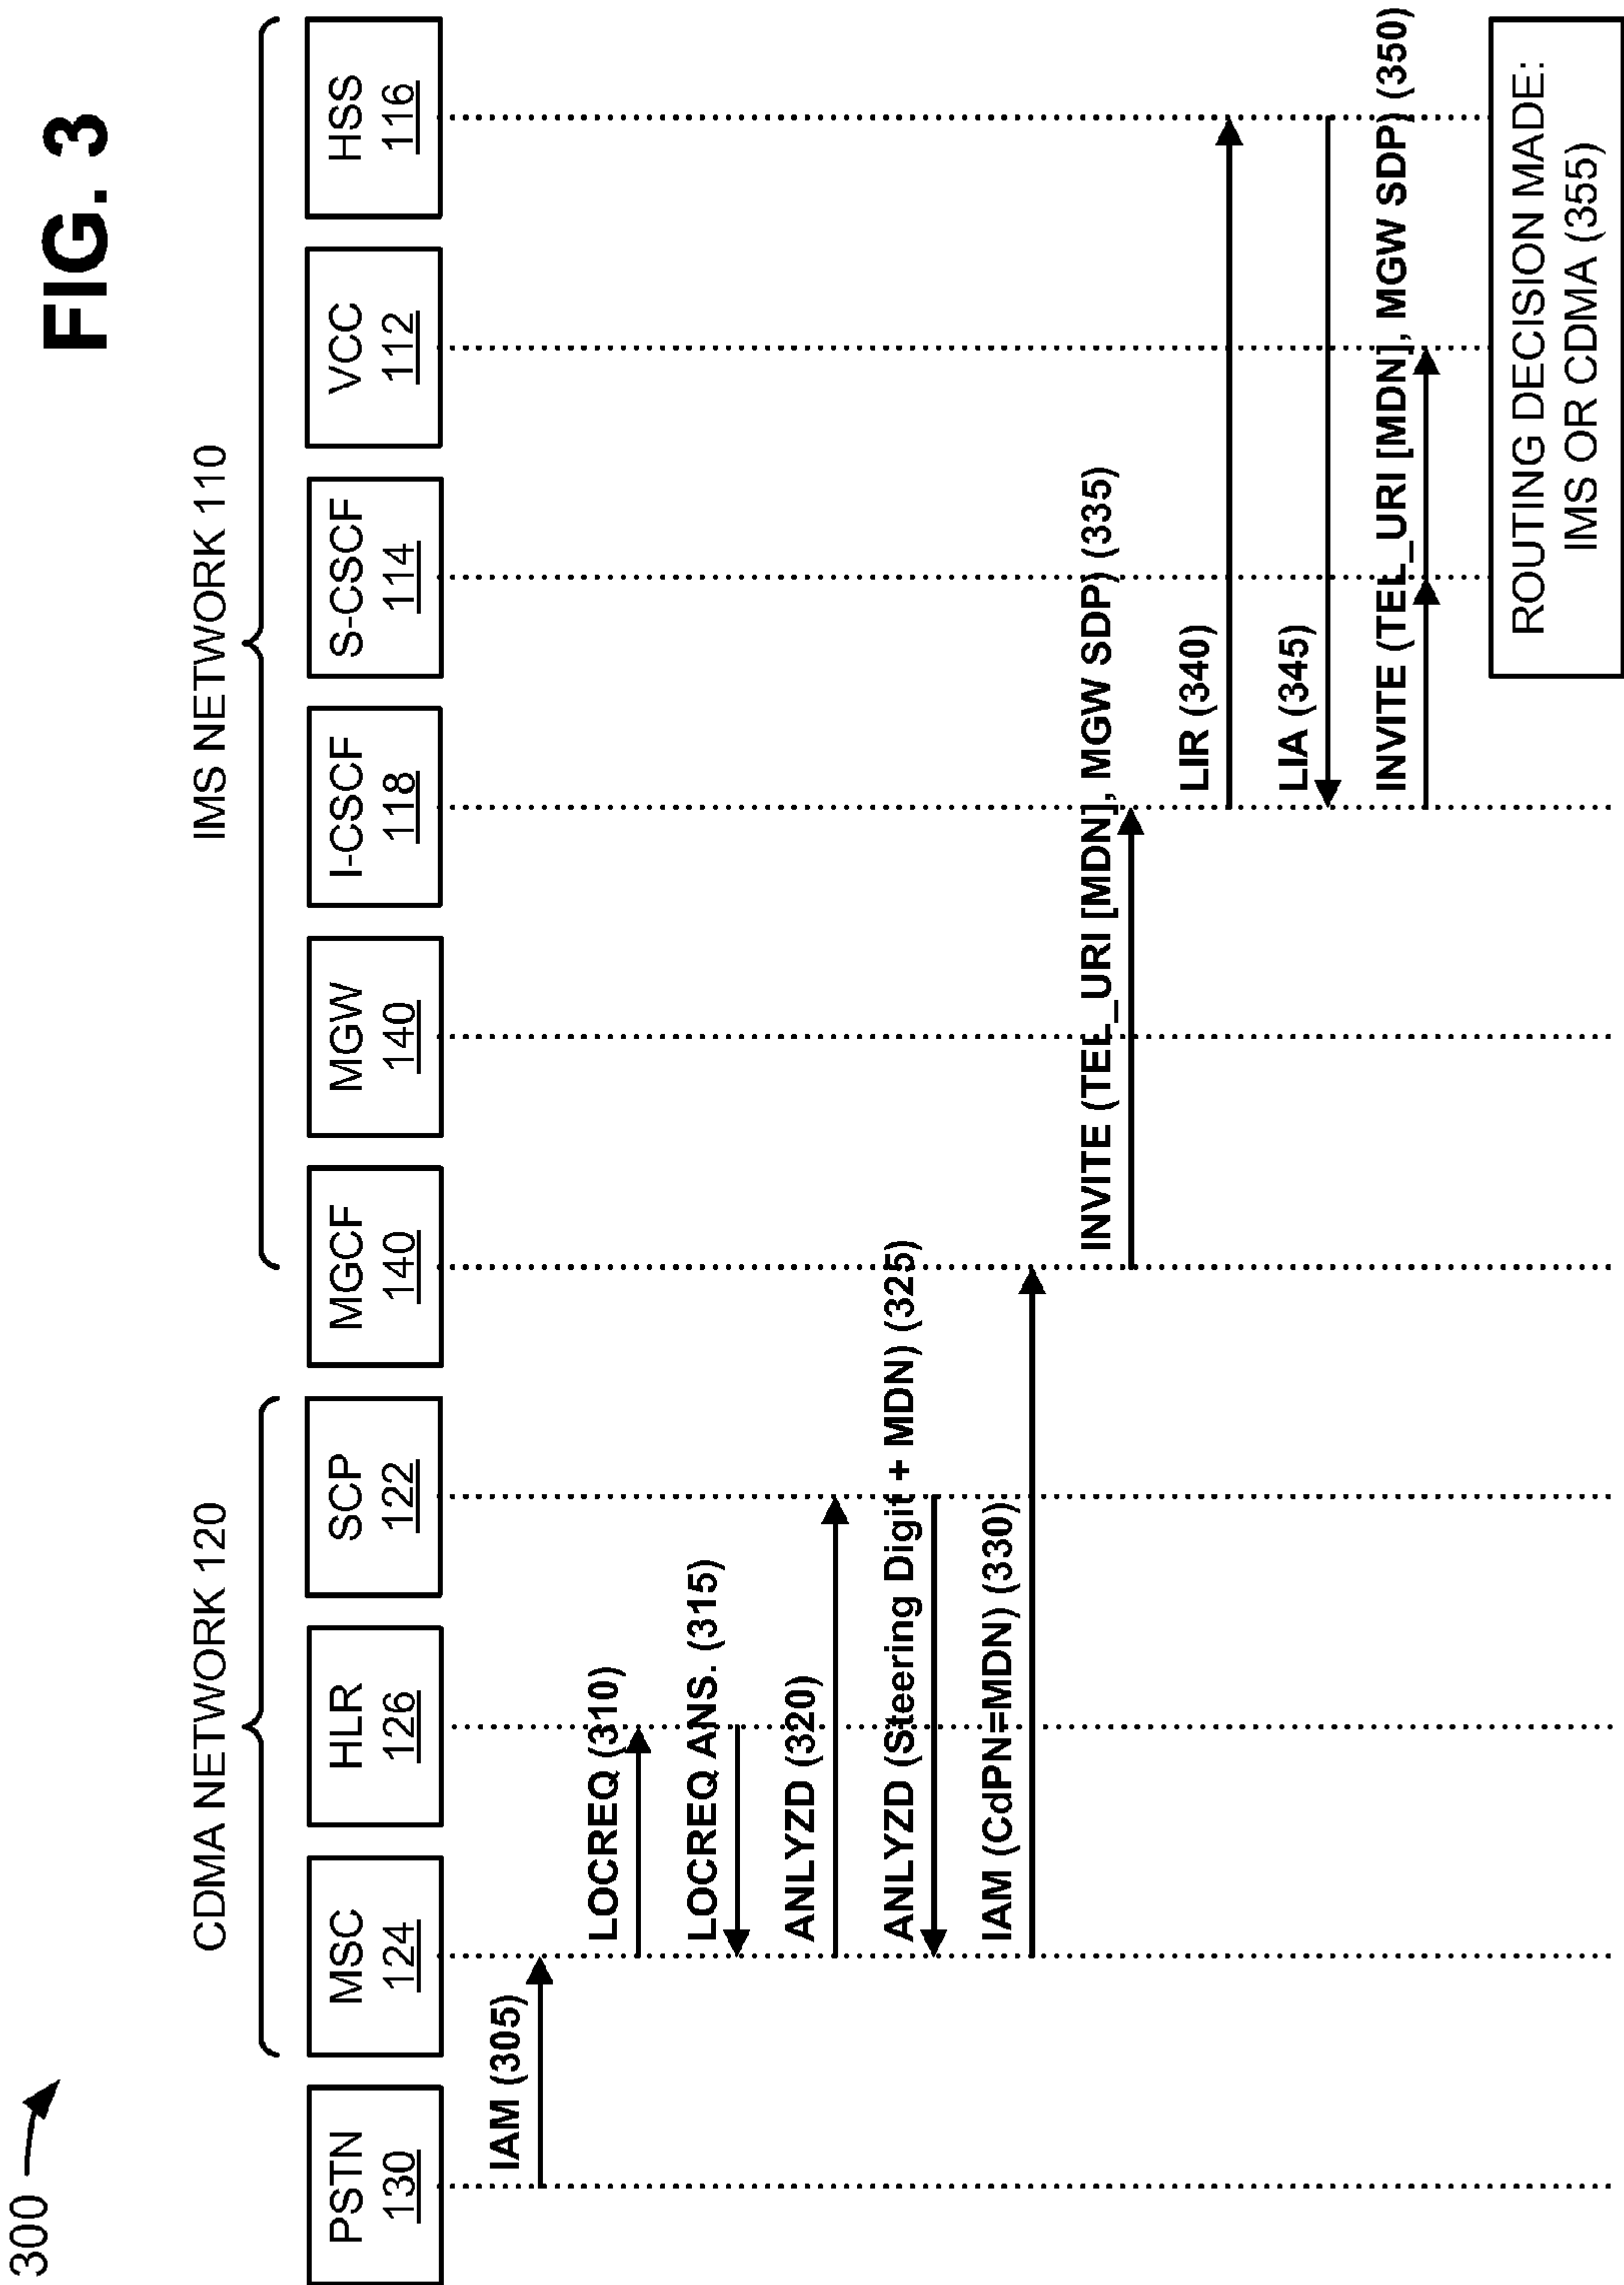 300
FIG. 3
CDMA NETWORK 120
IMS NETWORK 110
PSTN
130
MSC
124
HLR
126
SCP
122
MGCF
140
MGW
140
I-CSCF
118
S-CSCF
114
VCC
112
HSS
116
IAM (305)
LOCREQ (310)
LOCREQ ANS. (315)
ANLYZD (320)
ANLYZD (Steering Digit + MDN) (325)
IAM (CdPN=MDN) (330)
INVITE (TEL_URI [MDN], MGW SDP) (335)
LIR (340)
LIA (345)
INVITE (TEL_URI [MDN], MGW SDP) (350)
ROUTING DECISION MADE:
IMS OR CDMA (355)